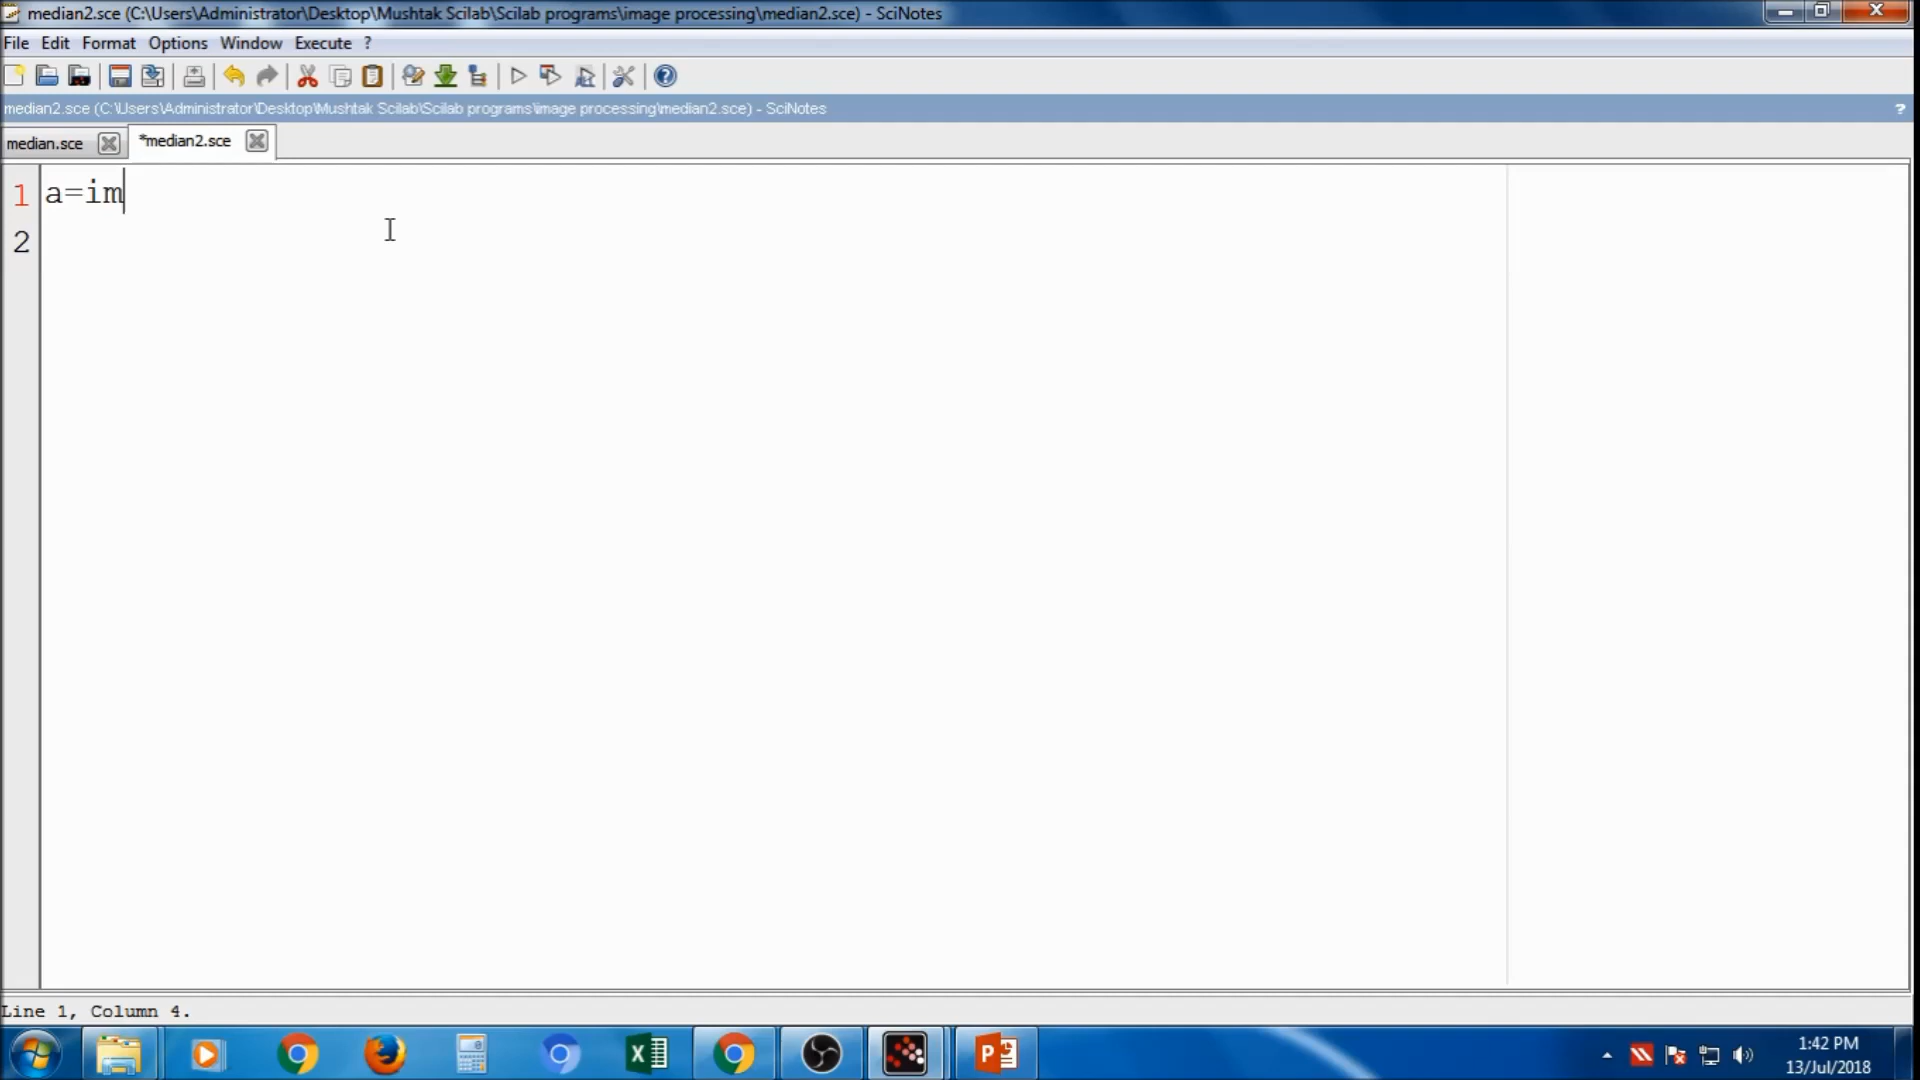 median2.sce (C:\Users\Administrator\Desktop\Mushtak Scilab\Scilab programs\image processing\median2.sce) - SciNotes
File Edit Format Options Window Execute ?
median2.sce (C:\Users\Administrator\Desktop\Mushtak Scilab\Scilab programs\image processing\median2.sce) - SciNotes ?
median.sce *median2.sce
1 a=im
2
Line 1, Column 4.
1:42 PM
13/Jul/2018